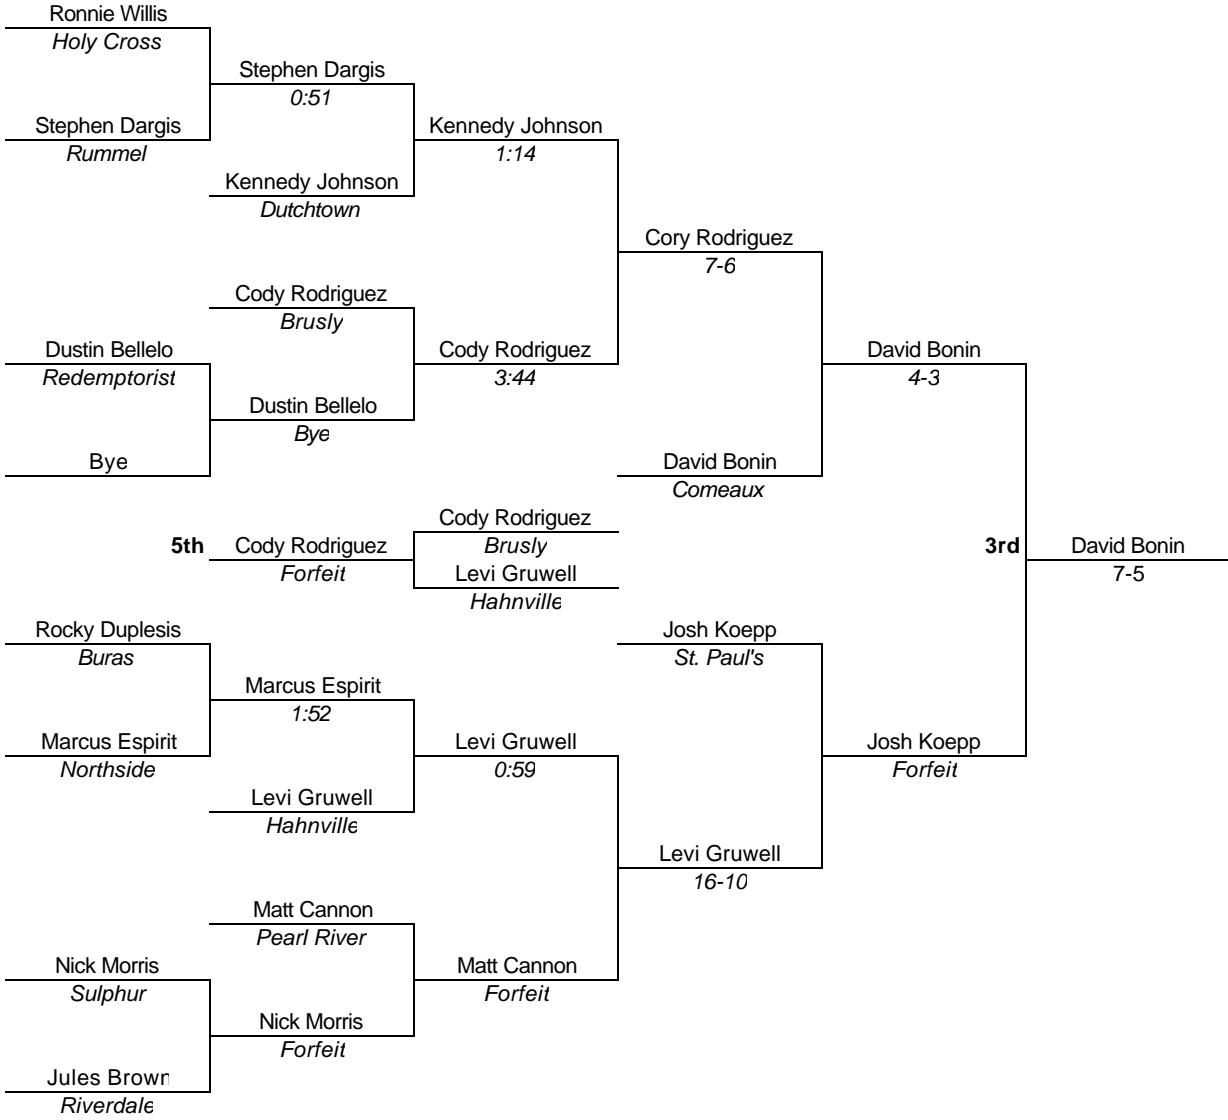 Ronnie Willis
Holy Cross
Stephen Dargis
0:51
Stephen Dargis
Rummel
Kennedy Johnson
1:14
Kennedy Johnson
Dutchtown
Cory Rodriguez
7-6
Cody Rodriguez
Brusly
Dustin Bellelo
Redemptorist
Cody Rodriguez
3:44
David Bonin
4-3
Dustin Bellelo
Bye
Bye
David Bonin
Comeaux
Cody Rodriguez
Brusly
5th Cody Rodriguez
Forfeit
Levi Gruwell
Hahnville
3rd David Bonin
7-5
Rocky Duplesis
Buras
Josh Koepp
St. Paul's
Marcus Espirit
1:52
Marcus Espirit
Northside
Levi Gruwell
0:59
Josh Koepp
Forfeit
Levi Gruwell
Hahnville
Levi Gruwell
16-10
Matt Cannon
Pearl River
Nick Morris
Sulphur
Matt Cannon
Forfeit
Nick Morris
Forfeit
Jules Brown
Riverdale